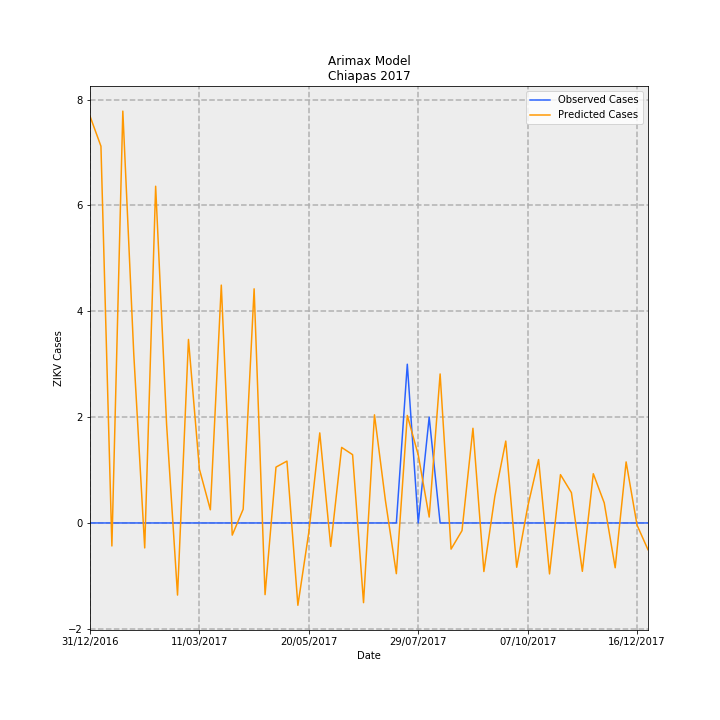 Arimax Model
Chiapas 2017
Observed Cases
Predicted Cases
8
6
4
2
0
−2
ZIKV Cases
31/12/2016 11/03/2017 20/05/2017 29/07/2017 07/10/2017 16/12/2017
Date